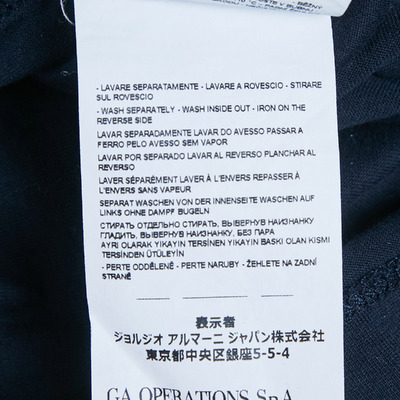 - LAVARE SEPARATAMENTE - LAVARE A ROVESCIO - STIRARE
SUL ROVESCIO
- WASH SEPARATELY - WASH INSIDE OUT - IRON ON THE
REVERSE SIDE
LAVAR SEPARADAMENTE LAVAR DO AVESSO PASSAR A
FERRO PELO AVESSO SEM VAPOR
LAVAR POR SEPARADO LAVAR AL REVERSO PLANCHAR AL
REVERSO
LAVER SÉPARÉMENT LAVER À L'ENVERS REPASSER À
L'ENVERS SANS VAPEUR
SEPARAT WASCHEN VON DER INNENSEITE WASCHEN AUF
LINKS OHNE DAMPF BUGELN
СТИРАТЬ ОТДЕЛЬНО СТИРАТЬ, ВЫВЕРНУВ НАИЗНАНКУ
ГЛАДИТЬ, ВЫВЕРНУВ НАИЗНАНКУ, БЕЗ ПАРА
AYRI OLARAK YIKAYIN TERSİNEN YIKAYIN BASKI OLAN KISMI
TERSİNDEN ÜTÜLEYİN
- PERTE ODDĚLENĚ - PERTE NARUBY - ŽEHLETE NA ZADNÍ
STRANĚ
表示者
ジョルジオ アルマーニ ジャパン株式会社
東京都中央区銀座5-5-4
GA OPERATIONS S.p.A.